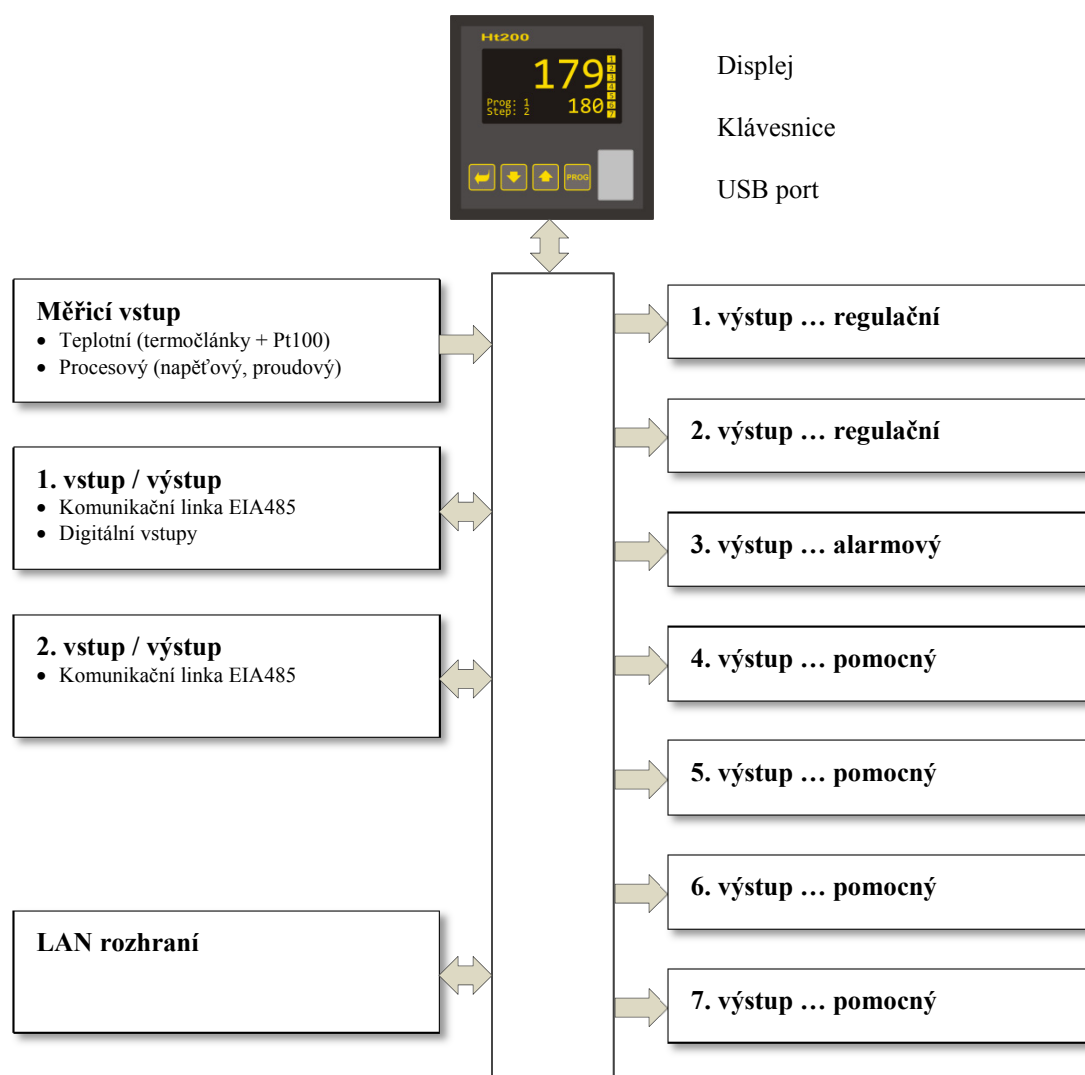 Ht200
179
1
2
3
4
5
6
7
Prog: 1
Step: 2
180
PROG
Displej
Klávesnice
USB port
Měřicí vstup
• Teplotní (termočlánky + Pt100)
• Procesový (napěťový, proudový)
1. vstup / výstup
• Komunikační linka EIA485
• Digitální vstupy
2. vstup / výstup
• Komunikační linka EIA485
LAN rozhraní
1. výstup … regulační
2. výstup … regulační
3. výstup … alarmový
4. výstup … pomocný
5. výstup … pomocný
6. výstup … pomocný
7. výstup … pomocný